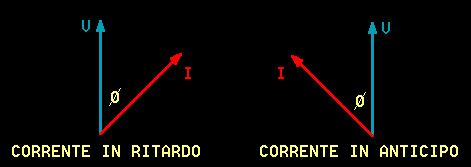 V V
I I
Ø Ø
CORRENTE IN RITARDO CORRENTE IN ANTICIPO